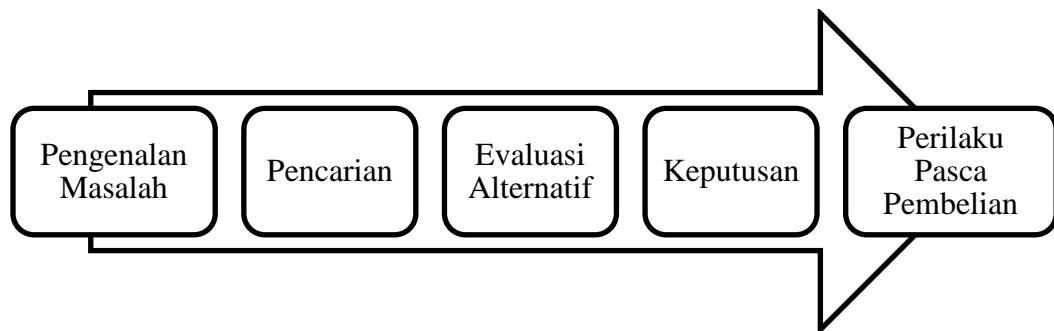 Pengenalan
Masalah
Pencarian
Evaluasi
Alternatif
Keputusan
Perilaku
Pasca
Pembelian